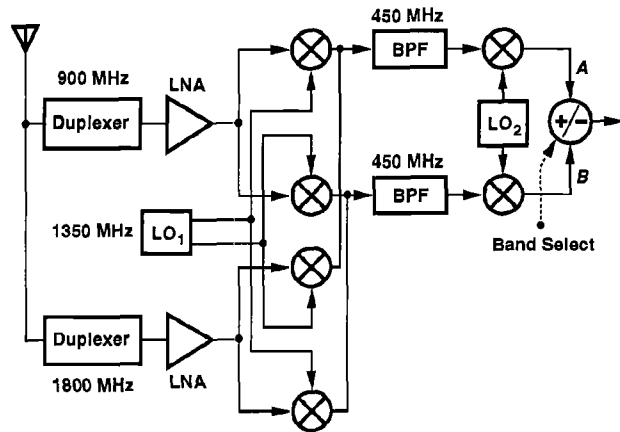 900 MHz
LNA
Duplexer
450 MHz
BPF
A
LO2
+/−
B
450 MHz
BPF
1350 MHz
LO1
Band Select
Duplexer
LNA
1800 MHz